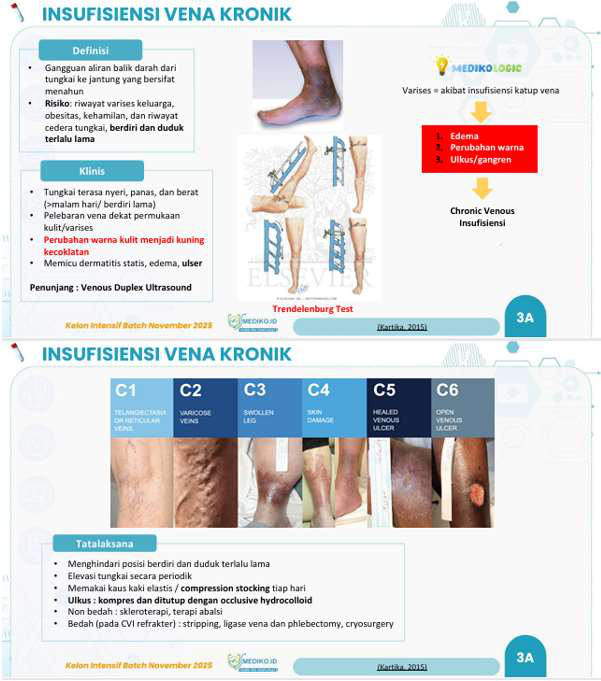 INSUFISIENSI VENA KRONIK
Definisi
• Gangguan aliran balik darah dari
tungkai ke jantung yang bersifat
menahun
• Risiko: riwayat varises keluarga,
obesitas, kehamilan, dan riwayat
cedera tungkai, berdiri dan duduk
terlalu lama
Klinis
• Tungkai terasa nyeri, panas, dan berat
(>malam hari/ berdiri lama)
• Pelebaran vena dekat permukaan
kulit/varises
• Perubahan warna kulit menjadi kuning
kecoklatan
• Memicu dermatitis statis, edema, ulser
Penunjang : Venous Duplex Ultrasound
ELSEVIER
Trendelenburg Test
MEDIKOLOGIC
Varises = akibat insufisiensi katup vena
1. Edema
2. Perubahan warna
3. Ulkus/gangren
Chronic Venous
Insufisiensi
Kelon Intensif Batch November 2025
MEDIKO.ID
(Kartika, 2015)
3A
INSUFISIENSI VENA KRONIK
C1
TELANGIECTASIA
OR RETICULAR
VEINS
C2
VARICOSE
VEINS
C3
SWOLLEN
LEG
C4
SKIN
DAMAGE
C5
HEALED
VENOUS
ULCER
C6
OPEN
VENOUS
ULCER
Tatalaksana
• Menghindari posisi berdiri dan duduk terlalu lama
• Elevasi tungkai secara periodik
• Memakai kaus kaki elastis / compression stocking tiap hari
• Ulkus : kompres dan ditutup dengan occlusive hydrocolloid
• Non bedah : skleroterapi, terapi abalsi
• Bedah (pada CVI refrakter) : stripping, ligase vena dan phlebectomy, cryosurgery
Kelon Intensif Batch November 2025
MEDIKO.ID
(Kartika, 2015)
3A